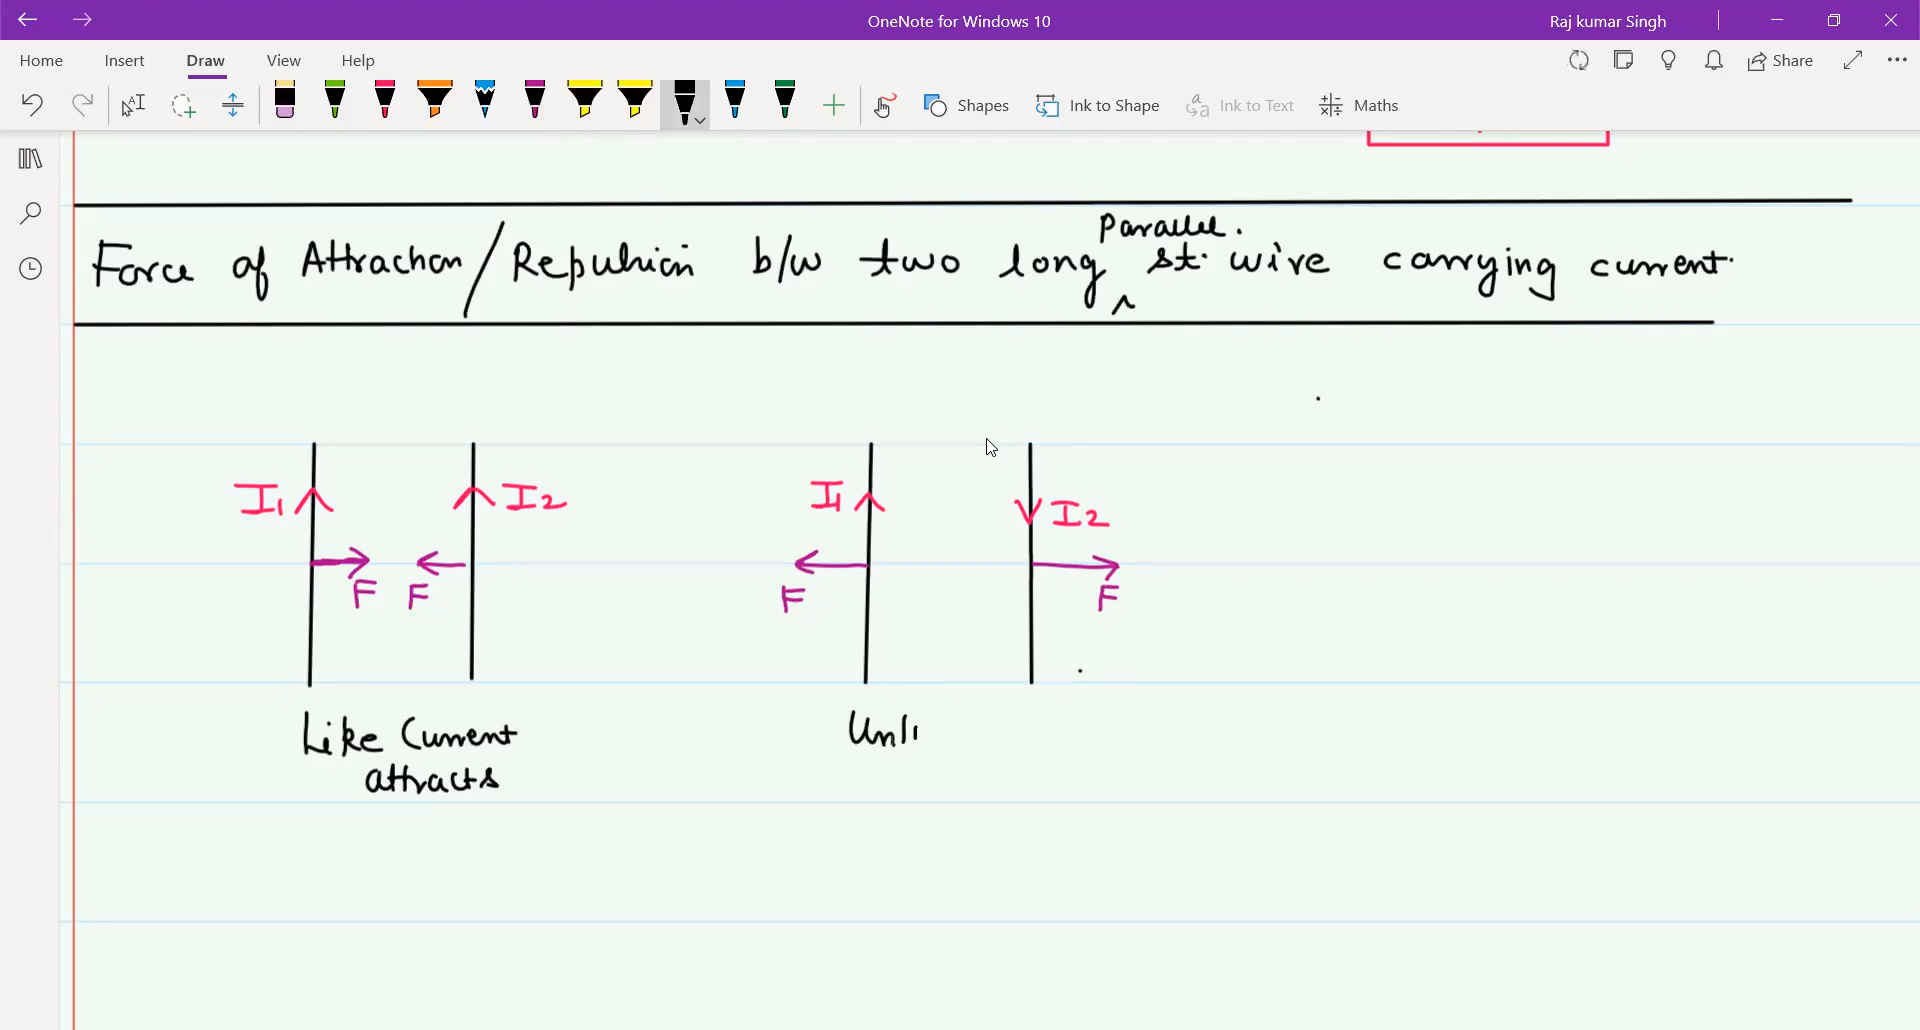 OneNote for Windows 10
Raj kumar Singh
Home Insert Draw View Help Share
Shapes Ink to Shape Ink to Text Maths
Parallel.
Force of Attraction/Repulsion b/w two long st. wire carrying current.
I1 I2 I1 I2
F F F F
Like Current Unli
attracts